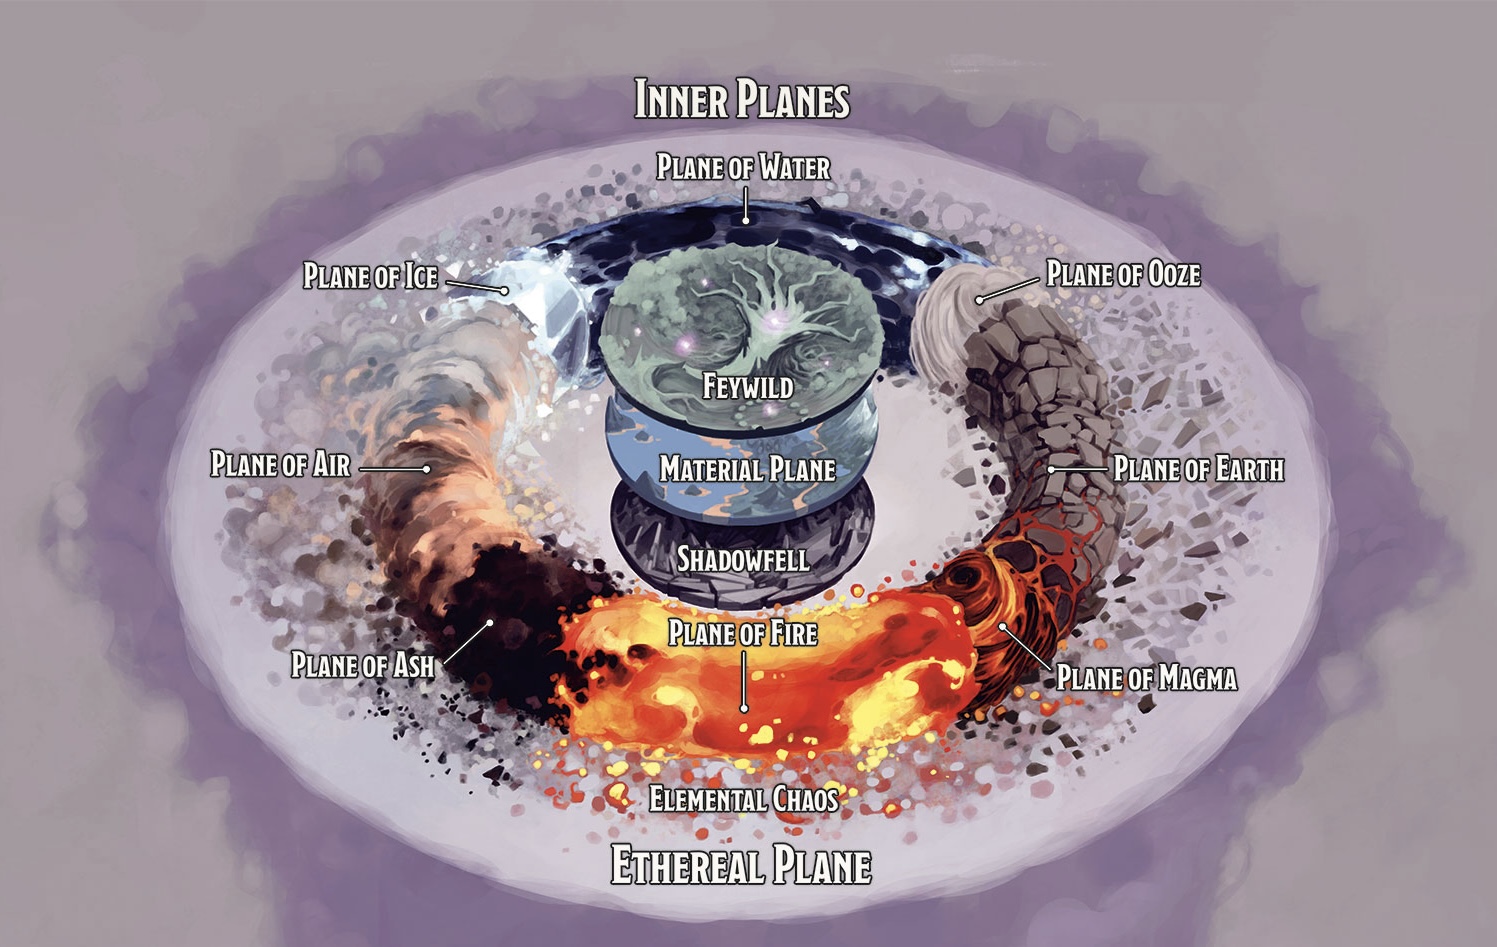 Inner Planes
Plane of Water
Plane of Ice
Plane of Ooze
Feywild
Plane of Air
Material Plane
Plane of Earth
Shadowfell
Plane of Fire
Plane of Ash
Plane of Magma
Elemental Chaos
Ethereal Plane